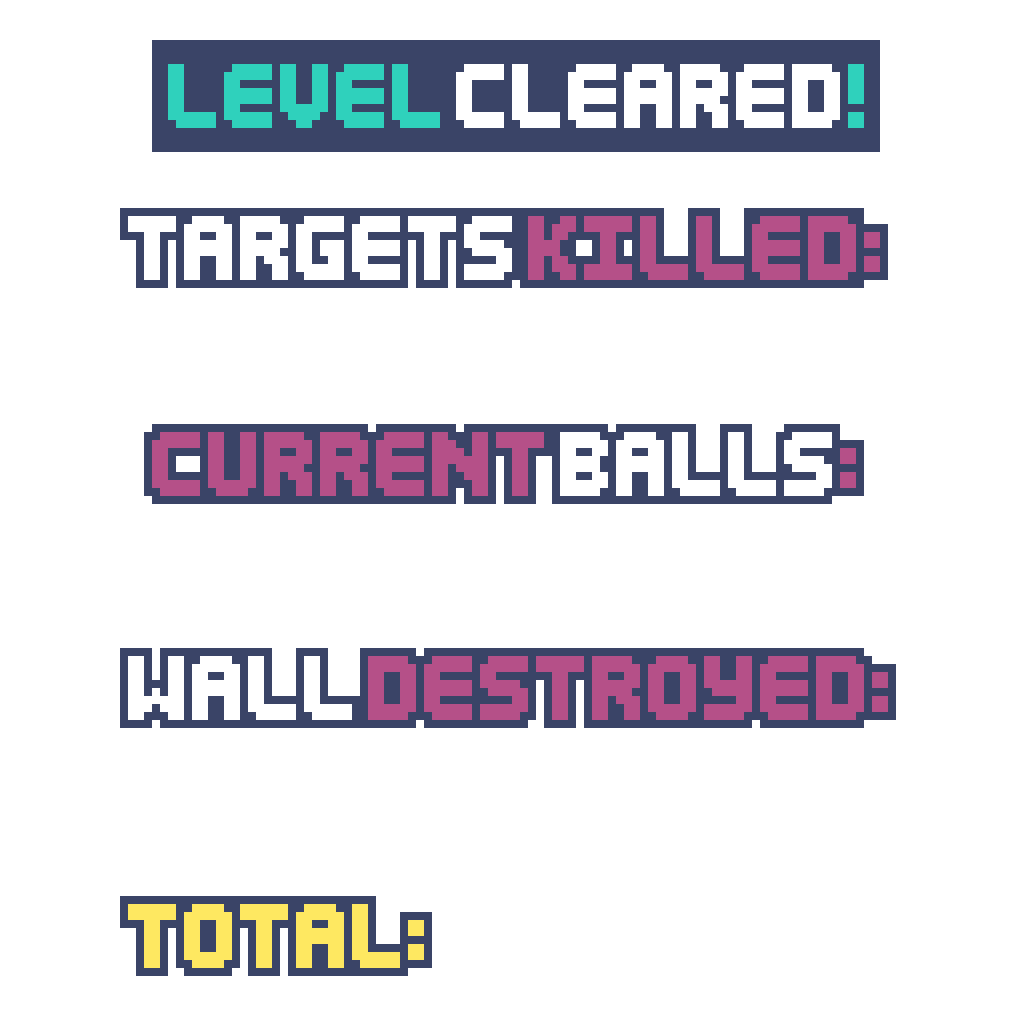 LEVEL CLEARED!
TARGETS KILLED:
CURRENT BALLS:
WALL DESTROYED:
TOTAL: